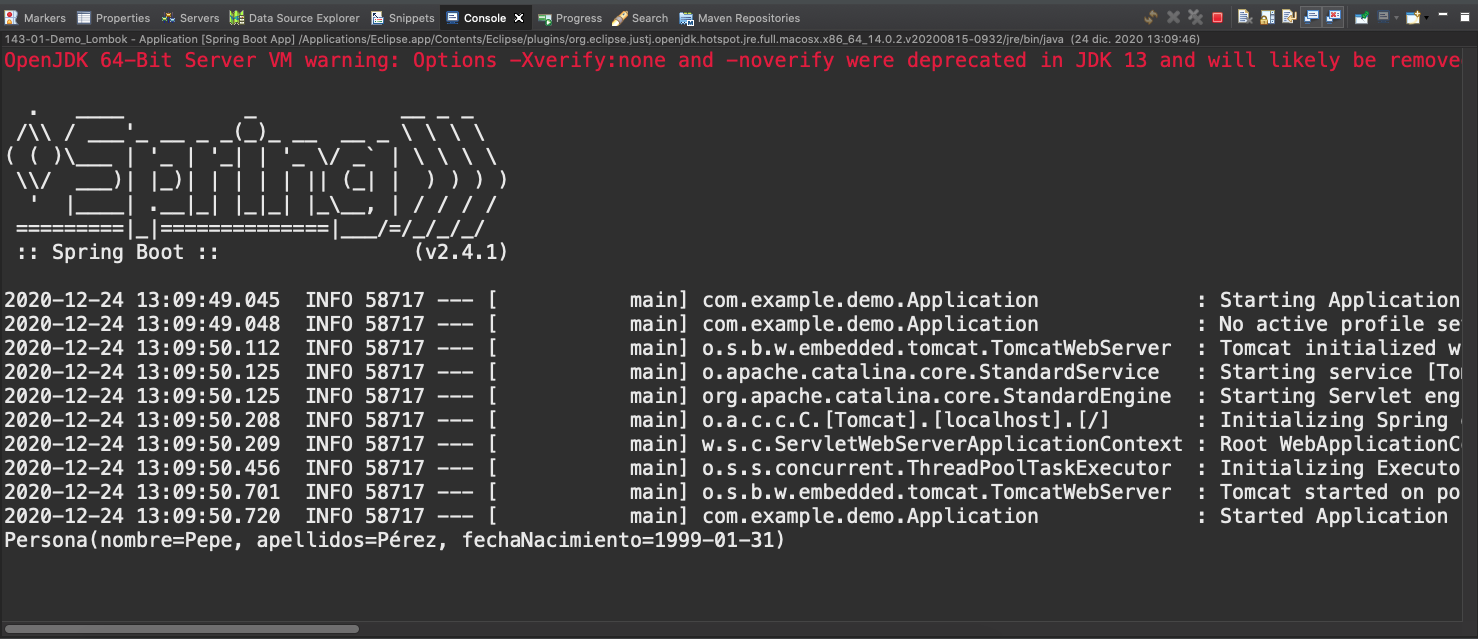 Markers Properties Servers Data Source Explorer Snippets Console Progress Search Maven Repositories
143-01-Demo_Lombok - Application [Spring Boot App] /Applications/Eclipse.app/Contents/Eclipse/plugins/org.eclipse.justj.openjdk.hotspot.jre.full.macosx.x86_64_14.0.2.v20200815-0932/jre/bin/java (24 dic. 2020 13:09:46)
OpenJDK 64-Bit Server VM warning: Options -Xverify:none and -noverify were deprecated in JDK 13 and will likely be remove
  .   ____          _            __ _ _
 /\\ / ___'_ __ _ _(_)_ __  __ _ \ \ \ \
( ( )\___ | '_ | '_| | '_ \/ _` | \ \ \ \
 \\/  ___)| |_)| | | | | || (_| |  ) ) ) )
  '  |____| .__|_| |_|_| |_\__, | / / / /
 =========|_|==============|___/=/_/_/_/
 :: Spring Boot ::                (v2.4.1)
2020-12-24 13:09:49.045  INFO 58717 --- [           main] com.example.demo.Application             : Starting Application
2020-12-24 13:09:49.048  INFO 58717 --- [           main] com.example.demo.Application             : No active profile se
2020-12-24 13:09:50.112  INFO 58717 --- [           main] o.s.b.w.embedded.tomcat.TomcatWebServer  : Tomcat initialized w
2020-12-24 13:09:50.125  INFO 58717 --- [           main] o.apache.catalina.core.StandardService   : Starting service [Tom
2020-12-24 13:09:50.125  INFO 58717 --- [           main] org.apache.catalina.core.StandardEngine  : Starting Servlet eng
2020-12-24 13:09:50.208  INFO 58717 --- [           main] o.a.c.c.C.[Tomcat].[localhost].[/]       : Initializing Spring
2020-12-24 13:09:50.209  INFO 58717 --- [           main] w.s.c.ServletWebServerApplicationContext : Root WebApplicationC
2020-12-24 13:09:50.456  INFO 58717 --- [           main] o.s.s.concurrent.ThreadPoolTaskExecutor  : Initializing Executo
2020-12-24 13:09:50.701  INFO 58717 --- [           main] o.s.b.w.embedded.tomcat.TomcatWebServer  : Tomcat started on po
2020-12-24 13:09:50.720  INFO 58717 --- [           main] com.example.demo.Application             : Started Application
Persona(nombre=Pepe, apellidos=Pérez, fechaNacimiento=1999-01-31)